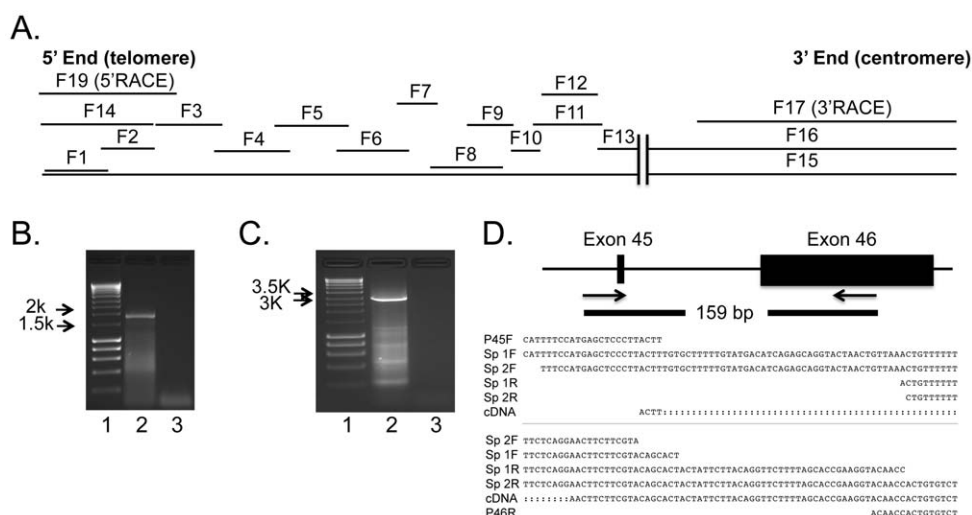 A.
5' End (telomere)
3' End (centromere)
F19 (5'RACE)
F14
F3
F5
F7
F12
F9
F11
F17 (3'RACE)
F2
F4
F6
F10
F13
F16
F1
F8
F15
B.
2k
1.5k
1 2 3
C.
3.5K
3K
1 2 3
D.
Exon 45
Exon 46
159 bp
P45F CATTTTCCATGAGCTCCCTTACTT
Sp 1F CATTTTCCATGAGCTCCCTTACTTTGTGCTTTTTGTATGACATCAGAGCAGGTACTAACTGTTAAACTGTTTTTT
Sp 2F TTTCCATGAGCTCCCTTACTTTGTGCTTTTTGTATGACATCAGAGCAGGTACTAACTGTTAAACTGTTTTTT
Sp 1R ACTGTTTTTT
Sp 2R CTGTTTTTT
cDNA ACTT::::::::::::::::::::::::::::::::::::::::::::::::::
Sp 2F TTCTCAGGAACTTCTTCGTA
Sp 1F TTCTCAGGAACTTCTTCGTACAGCACT
Sp 1R TTCTCAGGAACTTCTTCGTACAGCACTACTATTCTTACAGGTTCTTTTAGCACCGAAGGTACAACC
Sp 2R TTCTCAGGAACTTCTTCGTACAGCACTACTATTCTTACAGGTTCTTTTAGCACCGAAGGTACAACCACTGTGTCT
cDNA ::::::::AACTTCTTCGTACAGCACTACTATTCTTACAGGTTCTTTTAGCACCGAAGGTACAACCACTGTGTCT
P46R ACAACCACTGTGTCT